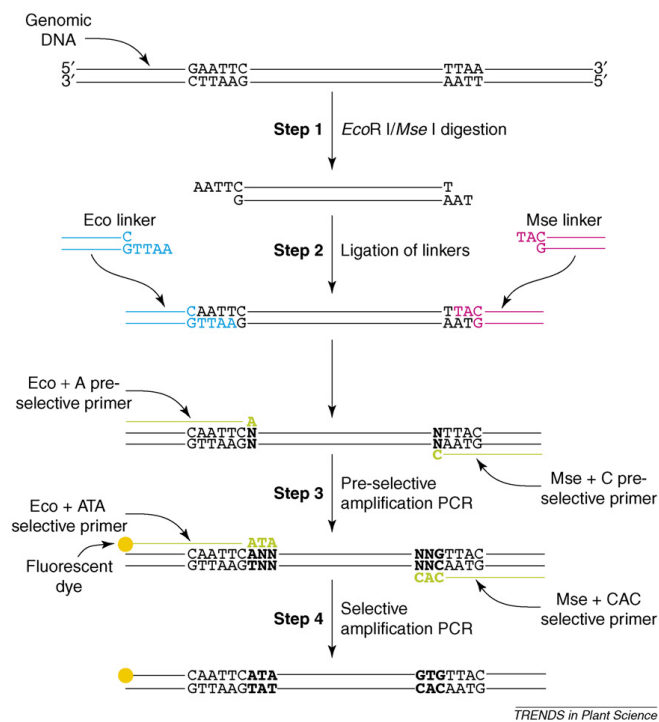 Genomic
DNA
5′ GAATTC TTAA 3′
3′ CTTAAG AATT 5′
Step 1 EcoR I/Mse I digestion
AATTC T
G AAT
Eco linker Mse linker
C TAC
GTTAA G
Step 2 Ligation of linkers
CAATTC TTAC
GTTAAG AATG
Eco + A pre-
selective primer
A
CAATTCN NTTAC
GTTAAGN NAATG
C
Mse + C pre-
selective primer
Step 3 Pre-selective
amplification PCR
Eco + ATA
selective primer
ATA
CAATTCANN NNGTTAC
GTTAAGTNN NNCAATG
CAC
Fluorescent
dye
Mse + CAC
selective primer
Step 4 Selective
amplification PCR
CAATTCATA GTGTTAC
GTTAAGTAT CACAATG
TRENDS in Plant Science